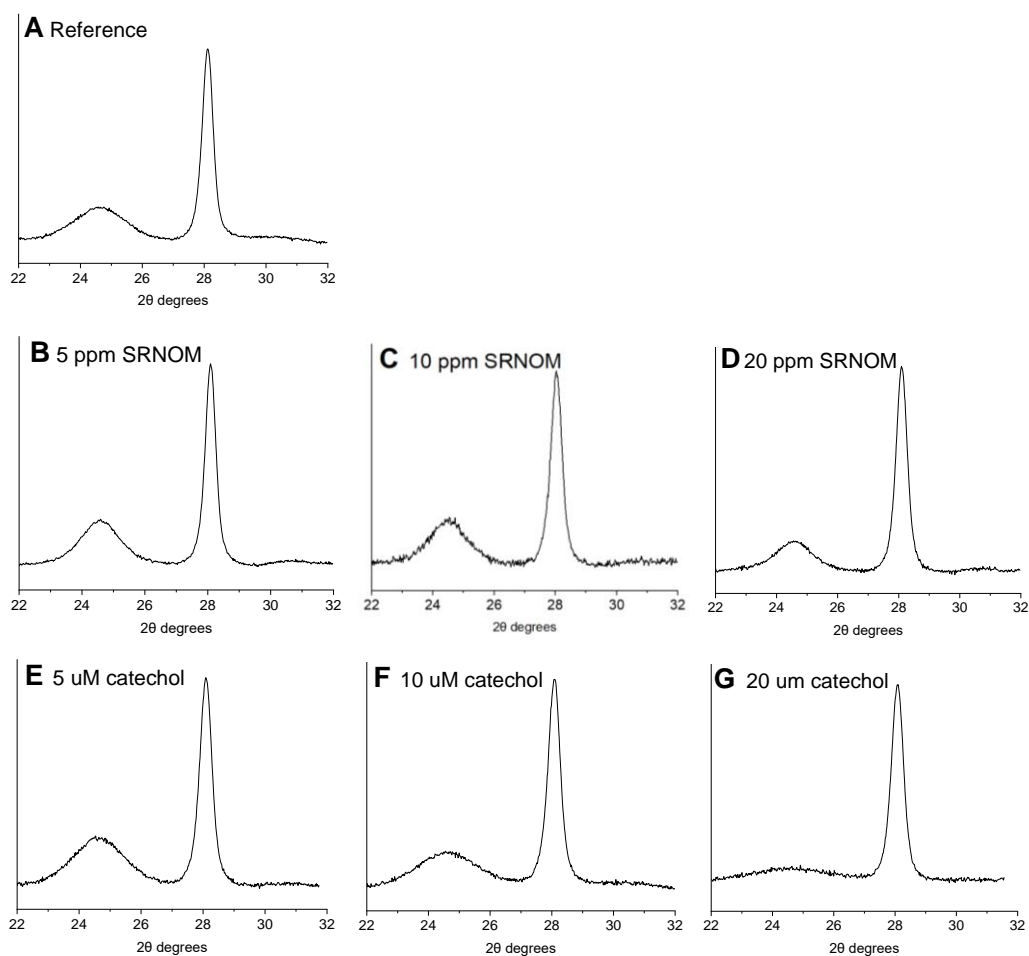 A Reference
22 24 26 28 30 32
2θ degrees
B 5 ppm SRNOM
22 24 26 28 30 32
2θ degrees
C 10 ppm SRNOM
22 24 26 28 30 32
2θ degrees
D 20 ppm SRNOM
22 24 26 28 30 32
2θ degrees
E 5 uM catechol
22 24 26 28 30 32
2θ degrees
F 10 uM catechol
22 24 26 28 30 32
2θ degrees
G 20 um catechol
22 24 26 28 30 32
2θ degrees